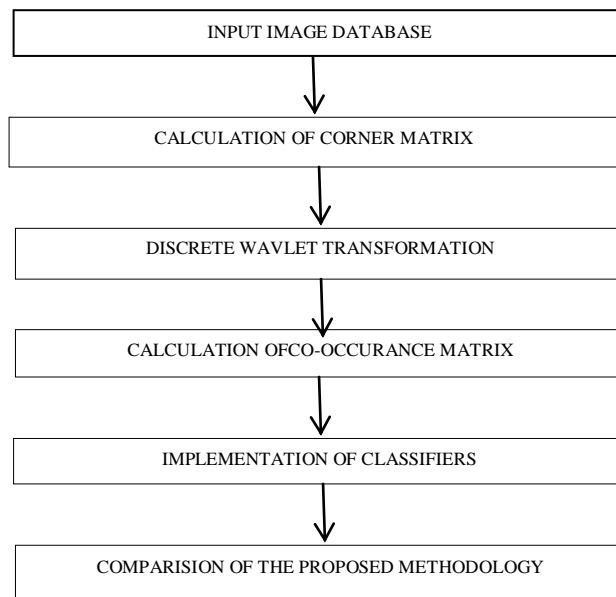 INPUT IMAGE DATABASE
CALCULATION OF CORNER MATRIX
DISCRETE WAVLET TRANSFORMATION
CALCULATION OFCO-OCCURANCE MATRIX
IMPLEMENTATION OF CLASSIFIERS
COMPARISION OF THE PROPOSED METHODOLOGY